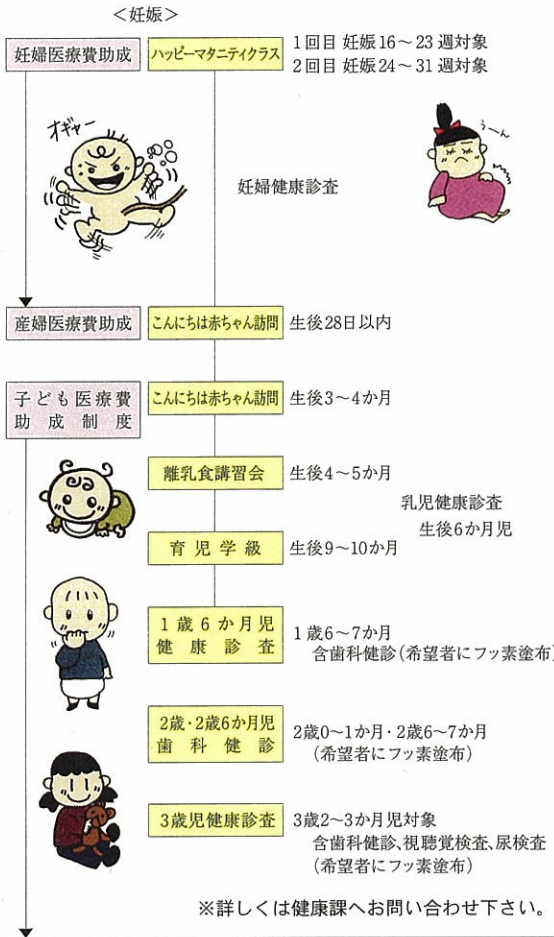 ＜妊娠＞
妊婦医療費助成
ハッピーマタニティクラス
1回目 妊娠16～23週対象
2回目 妊娠24～31週対象
オギャー
うーん
妊婦健康診査
産婦医療費助成
こんにちは赤ちゃん訪問
生後28日以内
子ども医療費
助成制度
こんにちは赤ちゃん訪問
生後3～4か月
離乳食講習会
生後4～5か月
乳児健康診査
生後6か月児
育児学級
生後9～10か月
1歳6か月児
健康診査
1歳6～7か月
含歯科健診(希望者にフッ素塗布)
2歳・2歳6か月児
歯科健診
2歳0～1か月・2歳6～7か月
(希望者にフッ素塗布)
3歳児健康診査
3歳2～3か月児対象
含歯科健診、視聴覚検査、尿検査
(希望者にフッ素塗布)
※詳しくは健康課へお問い合わせ下さい。